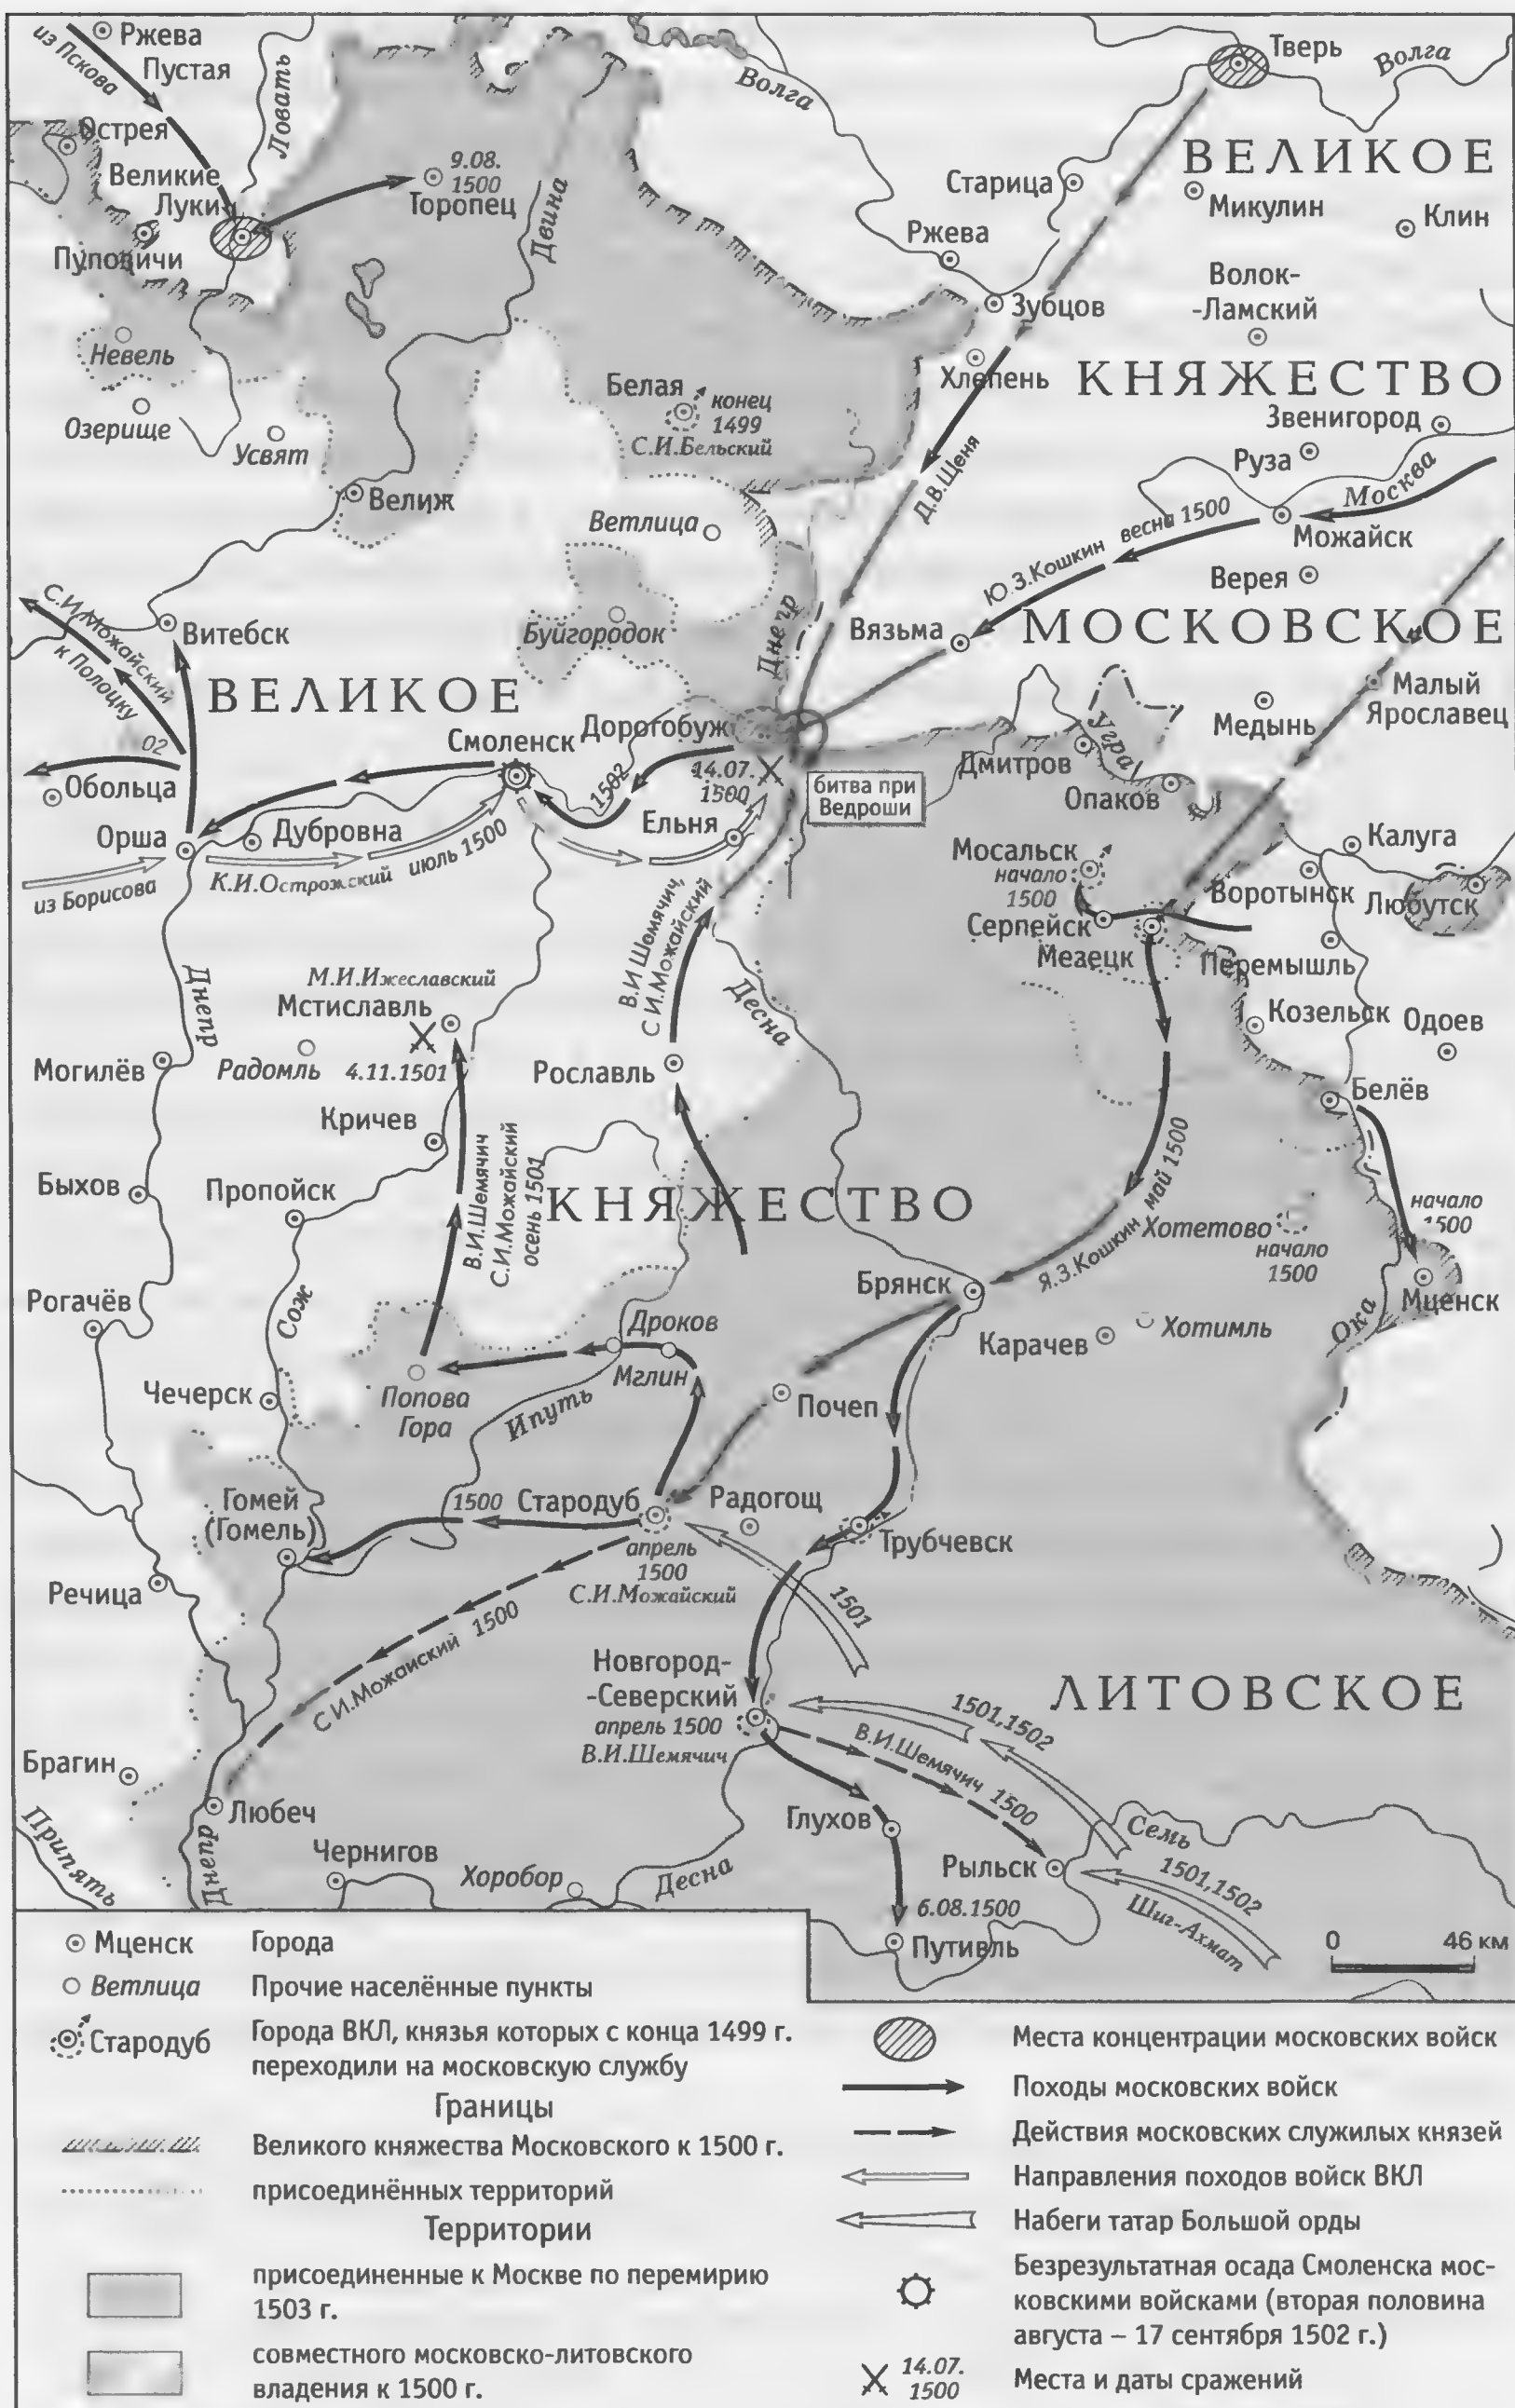 из Пскова
Ржева
Пустая
Ловать
Волга
Тверь
Волга
Острея
Великие
Луки
9.08.
1500
Торопец
Двина
ВЕЛИКОЕ
Старица
Микулин
Клин
Пуповичи
Ржева
Волок-
-Ламский
Зубцов
Невель
Хлепень
КНЯЖЕСТВО
Озерище
Усвят
Белая
конец
1499
С.И.Бельский
Звенигород
Руза
Москва
Велиж
Д.В.Щеня
Ветлица
Ю.З.Кошкин весна 1500
Можайск
Верея
С.И.Можайский
к Полоцку
Витебск
Буйгородок
Днепр
Вязьма
МОСКОВСКОЕ
ВЕЛИКОЕ
Дорогобуж
Угра
Медынь
Малый
Ярославец
02
Смоленск
Обольца
1502
14.07.
1500
битва при
Ведроши
Дмитров
Опаков
Орша
Дубровна
Ельня
Калуга
из Борисова
К.И.Острожский июль 1500
Мосальск
начало
1500
Воротынск
Любутск
Серпейск
Мезецк
Перемышль
В.И Шемячич,
С И.Можайский
Днепр
М.И.Ижеславский
Мстиславль
Десна
Козельск
Одоев
Могилёв
Радомль
4.11.1501
Рославль
Белёв
Кричев
Быхов
Пропойск
В.И.Шемячич
С.И.Можайский
осень 1501
КНЯЖЕСТВО
Я.З.Кошкин май 1500
Хотетово
начало
1500
начало
1500
Рогачёв
Сож
Брянск
Мценск
Дроков
Карачев
Хотимль
Ока
Мглин
Чечерск
Попова
Гора
Ипуть
Почеп
Гомей
(Гомель)
1500
Стародуб
Радогощ
апрель
1500
С.И.Можайский
Трубчевск
Речица
1501
С И.Можайский 1500
Новгород-
-Северский
апрель 1500
В.И.Шемячич
ЛИТОВСКОЕ
1501,1502
В.И.Шемячич 1500
Брагин
Любеч
Глухов
Семь
Припять
Днепр
Чернигов
Хоробор
Десна
Рыльск
1501,1502
Шиг-Ахмат
6.08.1500
Путивль
0 46 км
Мценск Города
Ветлица Прочие населённые пункты
Стародуб Города ВКЛ, князья которых с конца 1499 г.
переходили на московскую службу
Границы
Великого княжества Московского к 1500 г.
присоединённых территорий
Территории
присоединенные к Москве по перемирию
1503 г.
совместного московско-литовского
владения к 1500 г.
Места концентрации московских войск
Походы московских войск
Действия московских служилых князей
Направления походов войск ВКЛ
Набеги татар Большой орды
Безрезультатная осада Смоленска мос-
ковскими войсками (вторая половина
августа – 17 сентября 1502 г.)
14.07.
1500
Места и даты сражений